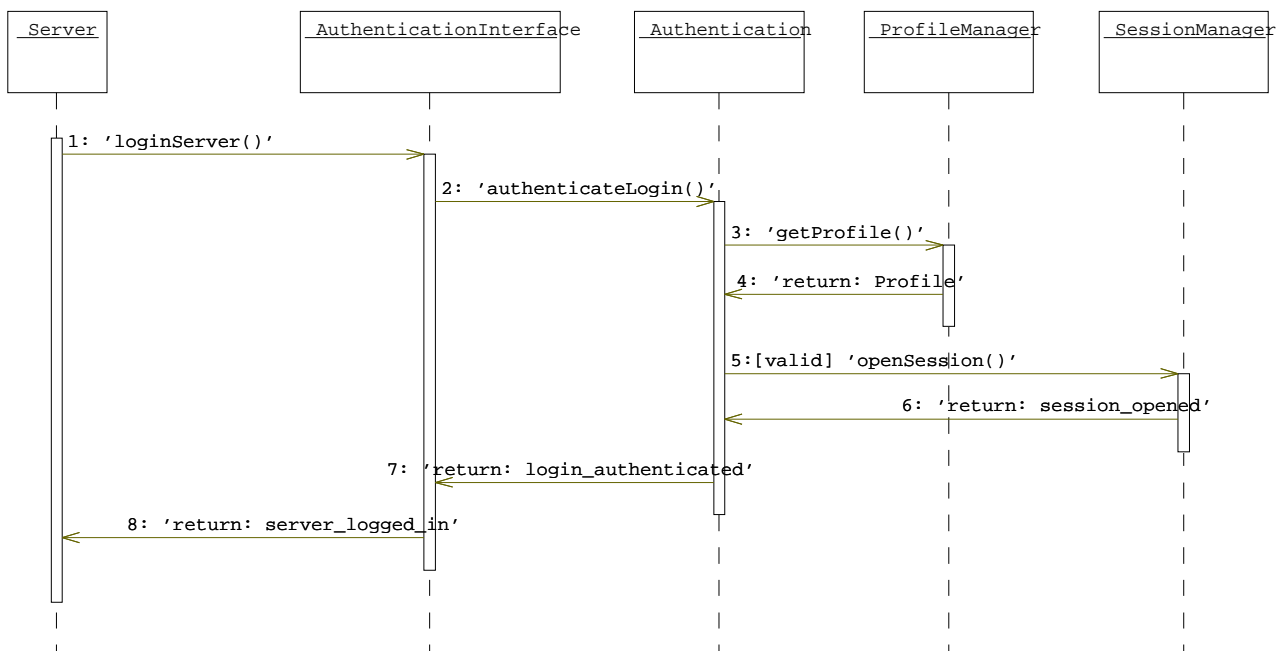 Server
AuthenticationInterface
Authentication
ProfileManager
SessionManager
1: ’loginServer()’
2: ’authenticateLogin()’
3: ’getProfile()’
4: ’return: Profile’
5:[valid] ’openSession()’
6: ’return: session_opened’
7: ’return: login_authenticated’
8: ’return: server_logged_in’